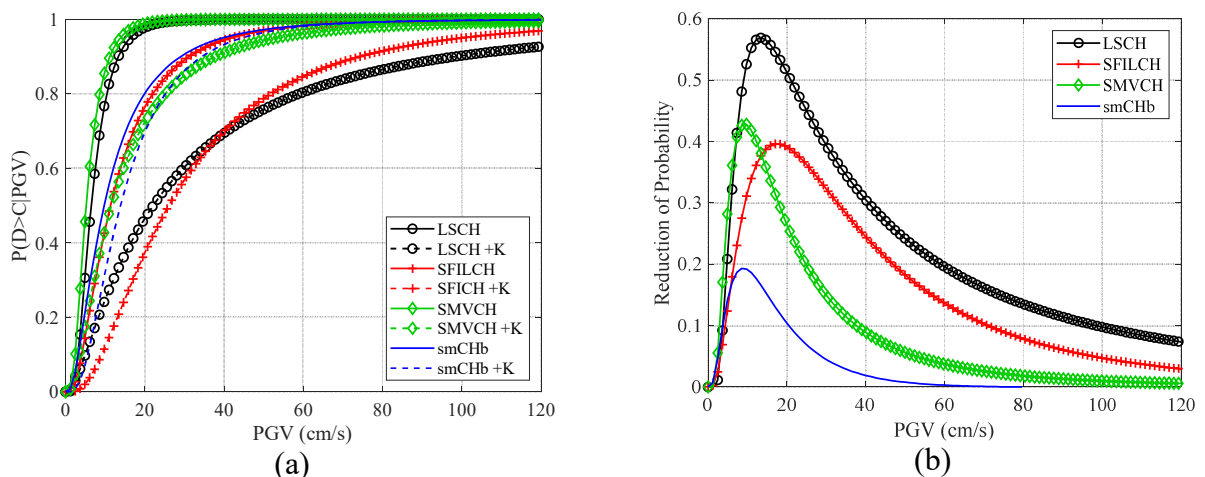 1
0.8
0.6
0.4
0.2
0
P(D>C|PGV)
LSCH
LSCH +K
SFILCH
SFICH +K
SMVCH
SMVCH +K
smCHb
smCHb +K
0 20 40 60 80 100 120
PGV (cm/s)
(a)
0.6
0.5
0.4
0.3
0.2
0.1
0
Reduction of Probability
LSCH
SFILCH
SMVCH
smCHb
0 20 40 60 80 100 120
PGV (cm/s)
(b)